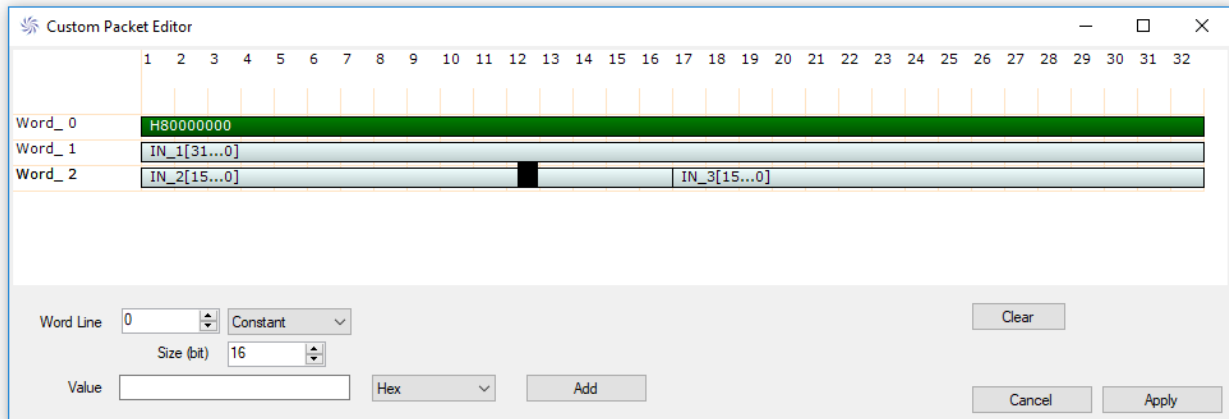 Custom Packet Editor
1 2 3 4 5 6 7 8 9 10 11 12 13 14 15 16 17 18 19 20 21 22 23 24 25 26 27 28 29 30 31 32
Word_ 0 H80000000
Word_ 1 IN_1[31...0]
Word_ 2 IN_2[15...0] IN_3[15...0]
Word Line 0 Constant Clear
Size (bit) 16
Value Hex Add
Cancel Apply